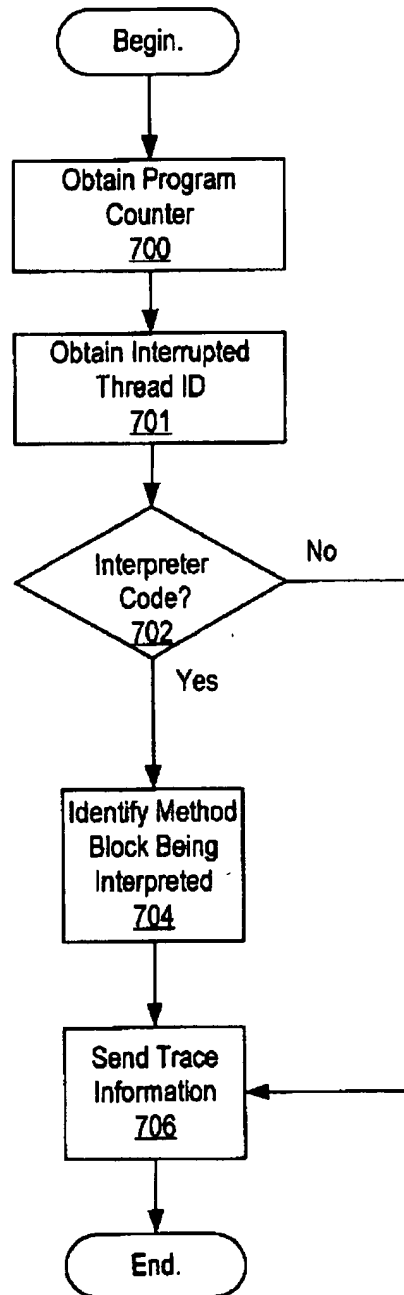 Begin.
Obtain Program
Counter
700
Obtain Interrupted
Thread ID
701
Interpreter
Code?
702
No
Yes
Identify Method
Block Being
Interpreted
704
Send Trace
Information
706
End.